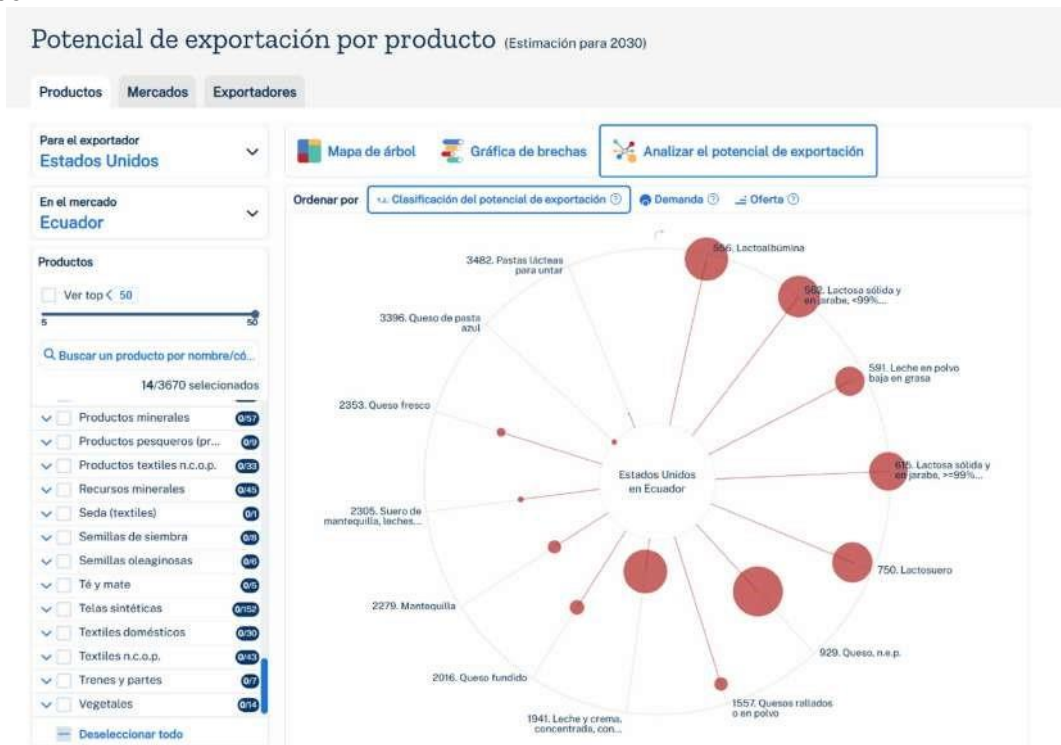 Potencial de exportación por producto (Estimación para 2030)
Productos Mercados Exportadores
Para el exportador
Estados Unidos
En el mercado
Ecuador
Productos
Ver top < 50
5 50
Buscar un producto por nombre/có...
14/3670 seleccionados
Productos minerales 0/57
Productos pesqueros (pr... 0/9
Productos textiles n.c.o.p. 0/33
Recursos minerales 0/45
Seda (textiles) 0/1
Semillas de siembra 0/8
Semillas oleaginosas 0/6
Té y mate 0/5
Telas sintéticas 0/152
Textiles domésticos 0/30
Textiles n.c.o.p. 0/43
Trenes y partes 0/7
Vegetales 0/14
Deseleccionar todo
Mapa de árbol
Gráfica de brechas
Analizar el potencial de exportación
Ordenar por
Clasificación del potencial de exportación
Demanda
Oferta
556. Lactoalbúmina
562. Lactosa sólida y
en jarabe, <99%...
591. Leche en polvo
baja en grasa
615. Lactosa sólida y
en jarabe, >=99%...
750. Lactosuero
929. Queso, n.e.p.
1557. Quesos rallados
o en polvo
1941. Leche y crema,
concentrada, con...
2016. Queso fundido
2279. Mantequilla
2305. Suero de
mantequilla, leches...
2353. Queso fresco
3396. Queso de pasta
azul
3482. Pastas lácteas
para untar
Estados Unidos
en Ecuador